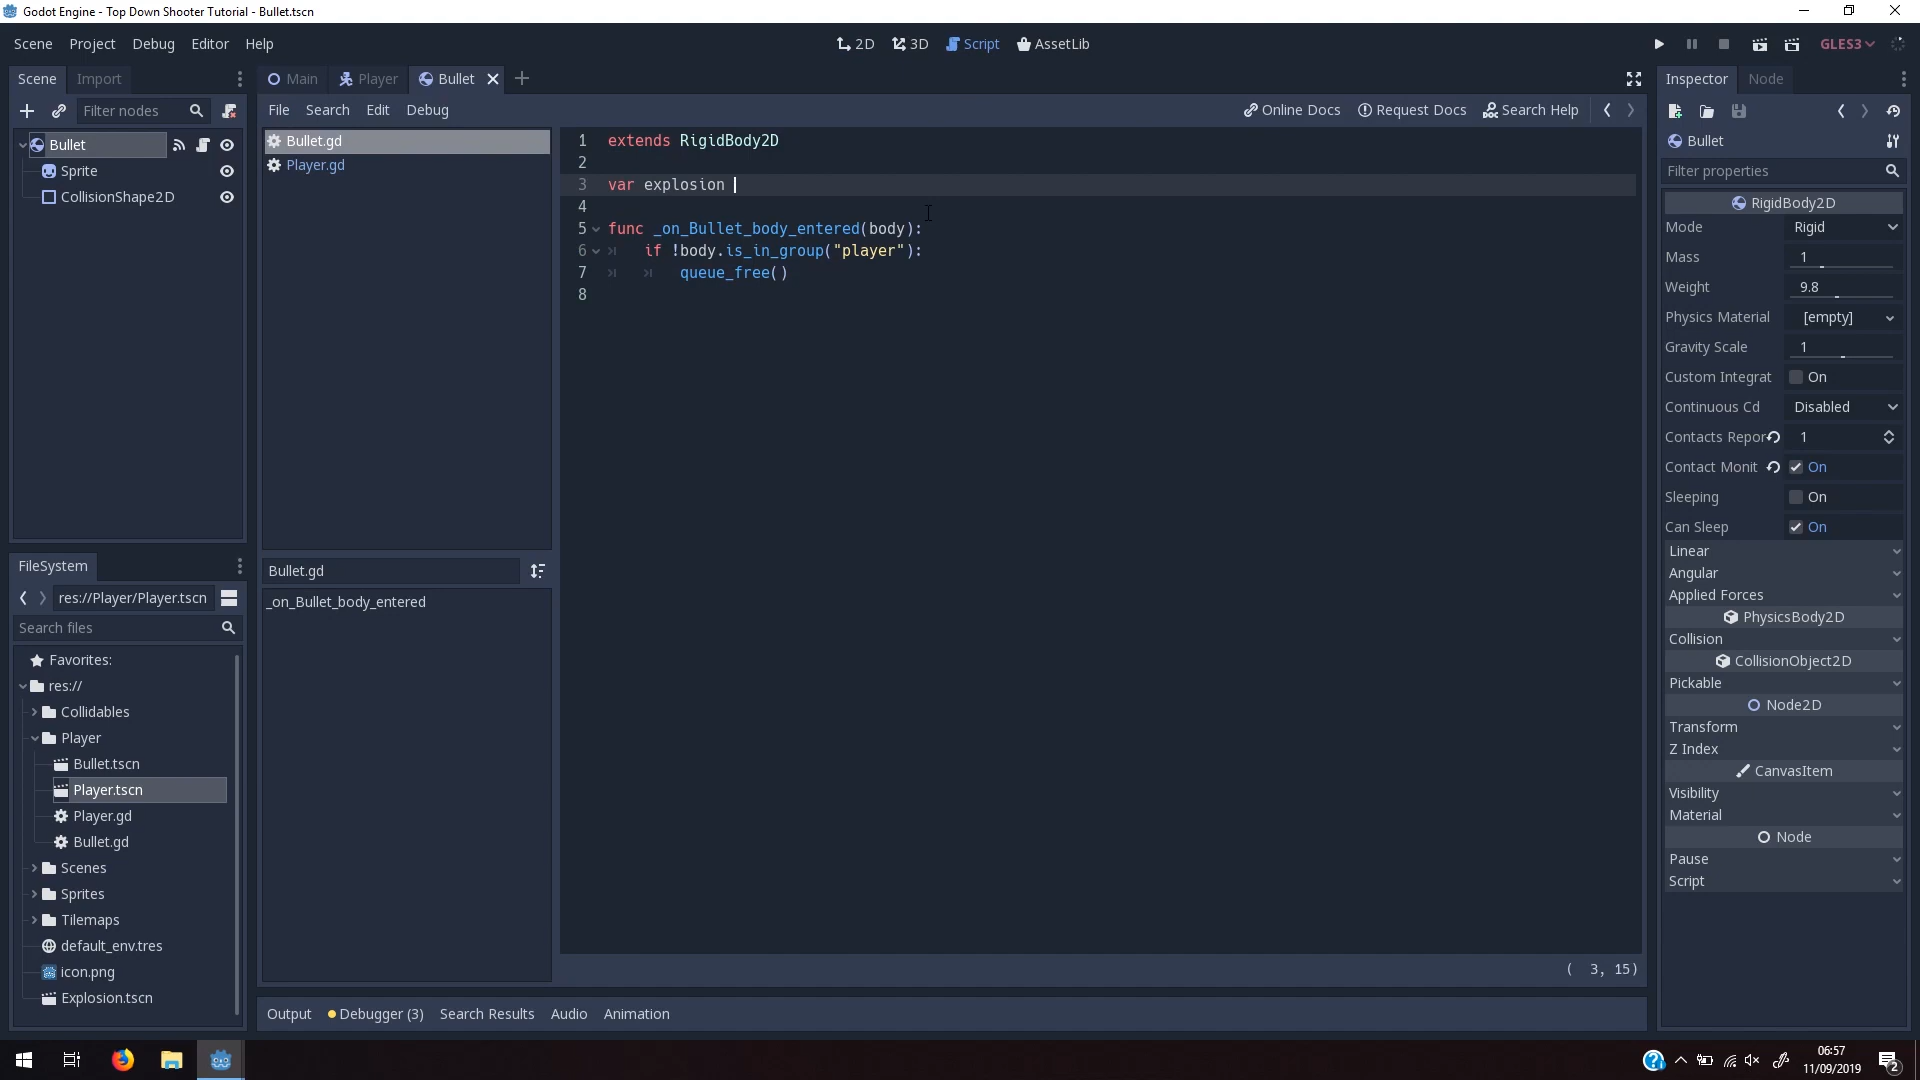 Godot Engine - Top Down Shooter Tutorial - Bullet.tscn
Scene Project Debug Editor Help
2D 3D Script AssetLib
GLES3
Scene Import
Filter nodes
Bullet
Sprite
CollisionShape2D
FileSystem
res://Player/Player.tscn
Search files
Favorites:
res://
Collidables
Player
Bullet.tscn
Player.tscn
Player.gd
Bullet.gd
Scenes
Sprites
Tilemaps
default_env.tres
icon.png
Explosion.tscn
Main Player Bullet
File Search Edit Debug
Online Docs Request Docs Search Help
Bullet.gd
Player.gd
Bullet.gd
_on_Bullet_body_entered
1 extends RigidBody2D
2
3 var explosion
4
5 func _on_Bullet_body_entered(body):
6 if !body.is_in_group("player"):
7 queue_free()
8
( 3, 15)
Output Debugger (3) Search Results Audio Animation
Inspector Node
Bullet
Filter properties
RigidBody2D
Mode Rigid
Mass 1
Weight 9.8
Physics Material [empty]
Gravity Scale 1
Custom Integrat On
Continuous Cd Disabled
Contacts Repor 1
Contact Monit On
Sleeping On
Can Sleep On
Linear
Angular
Applied Forces
PhysicsBody2D
Collision
CollisionObject2D
Pickable
Node2D
Transform
Z Index
CanvasItem
Visibility
Material
Node
Pause
Script
06:57
11/09/2019
2